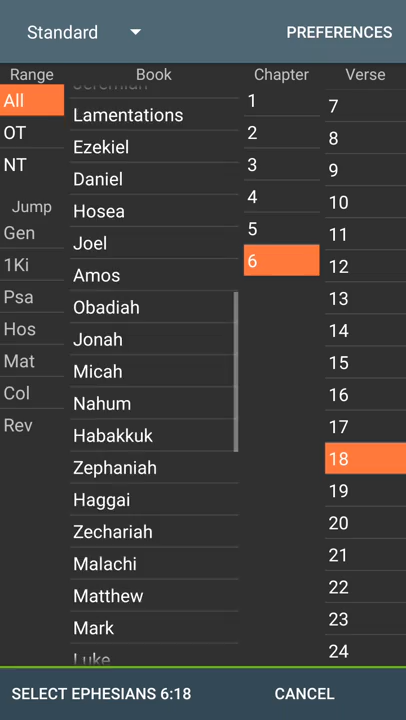 Standard
PREFERENCES
Range
All
OT
NT
Jump
Gen
1Ki
Psa
Hos
Mat
Col
Rev
Book
Jeremiah
Lamentations
Ezekiel
Daniel
Hosea
Joel
Amos
Obadiah
Jonah
Micah
Nahum
Habakkuk
Zephaniah
Haggai
Zechariah
Malachi
Matthew
Mark
Luke
Chapter
1
2
3
4
5
6
Verse
7
8
9
10
11
12
13
14
15
16
17
18
19
20
21
22
23
24
SELECT EPHESIANS 6:18
CANCEL